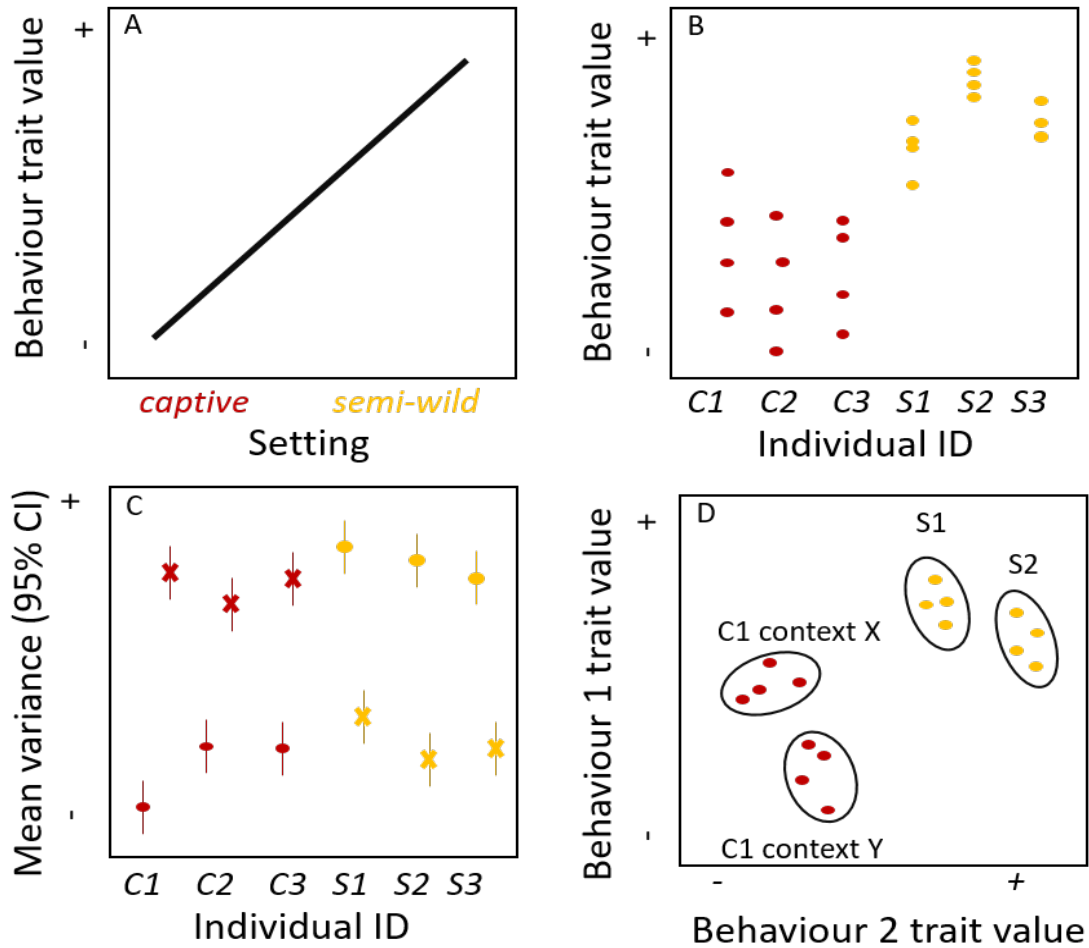 A
+
Behaviour trait value
-
captive semi-wild
Setting
B
+
Behaviour trait value
-
C1 C2 C3 S1 S2 S3
Individual ID
C
+
Mean variance (95% CI)
-
C1 C2 C3 S1 S2 S3
Individual ID
D
+
Behaviour 1 trait value
-
S1
S2
C1 context X
C1 context Y
- +
Behaviour 2 trait value